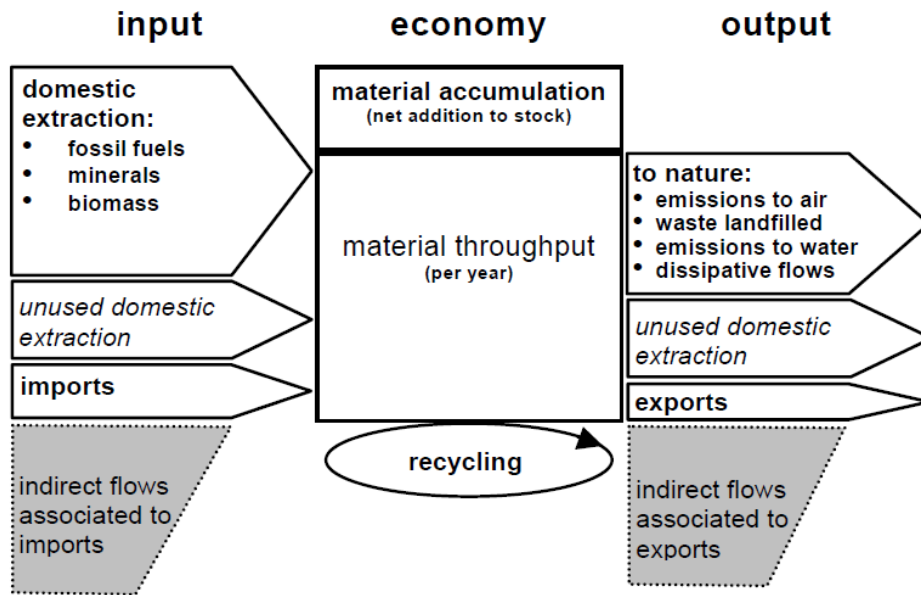 input
economy
output
domestic
extraction:
• fossil fuels
• minerals
• biomass
unused domestic
extraction
imports
indirect flows
associated to
imports
material accumulation
(net addition to stock)
material throughput
(per year)
recycling
to nature:
• emissions to air
• waste landfilled
• emissions to water
• dissipative flows
unused domestic
extraction
exports
indirect flows
associated to
exports